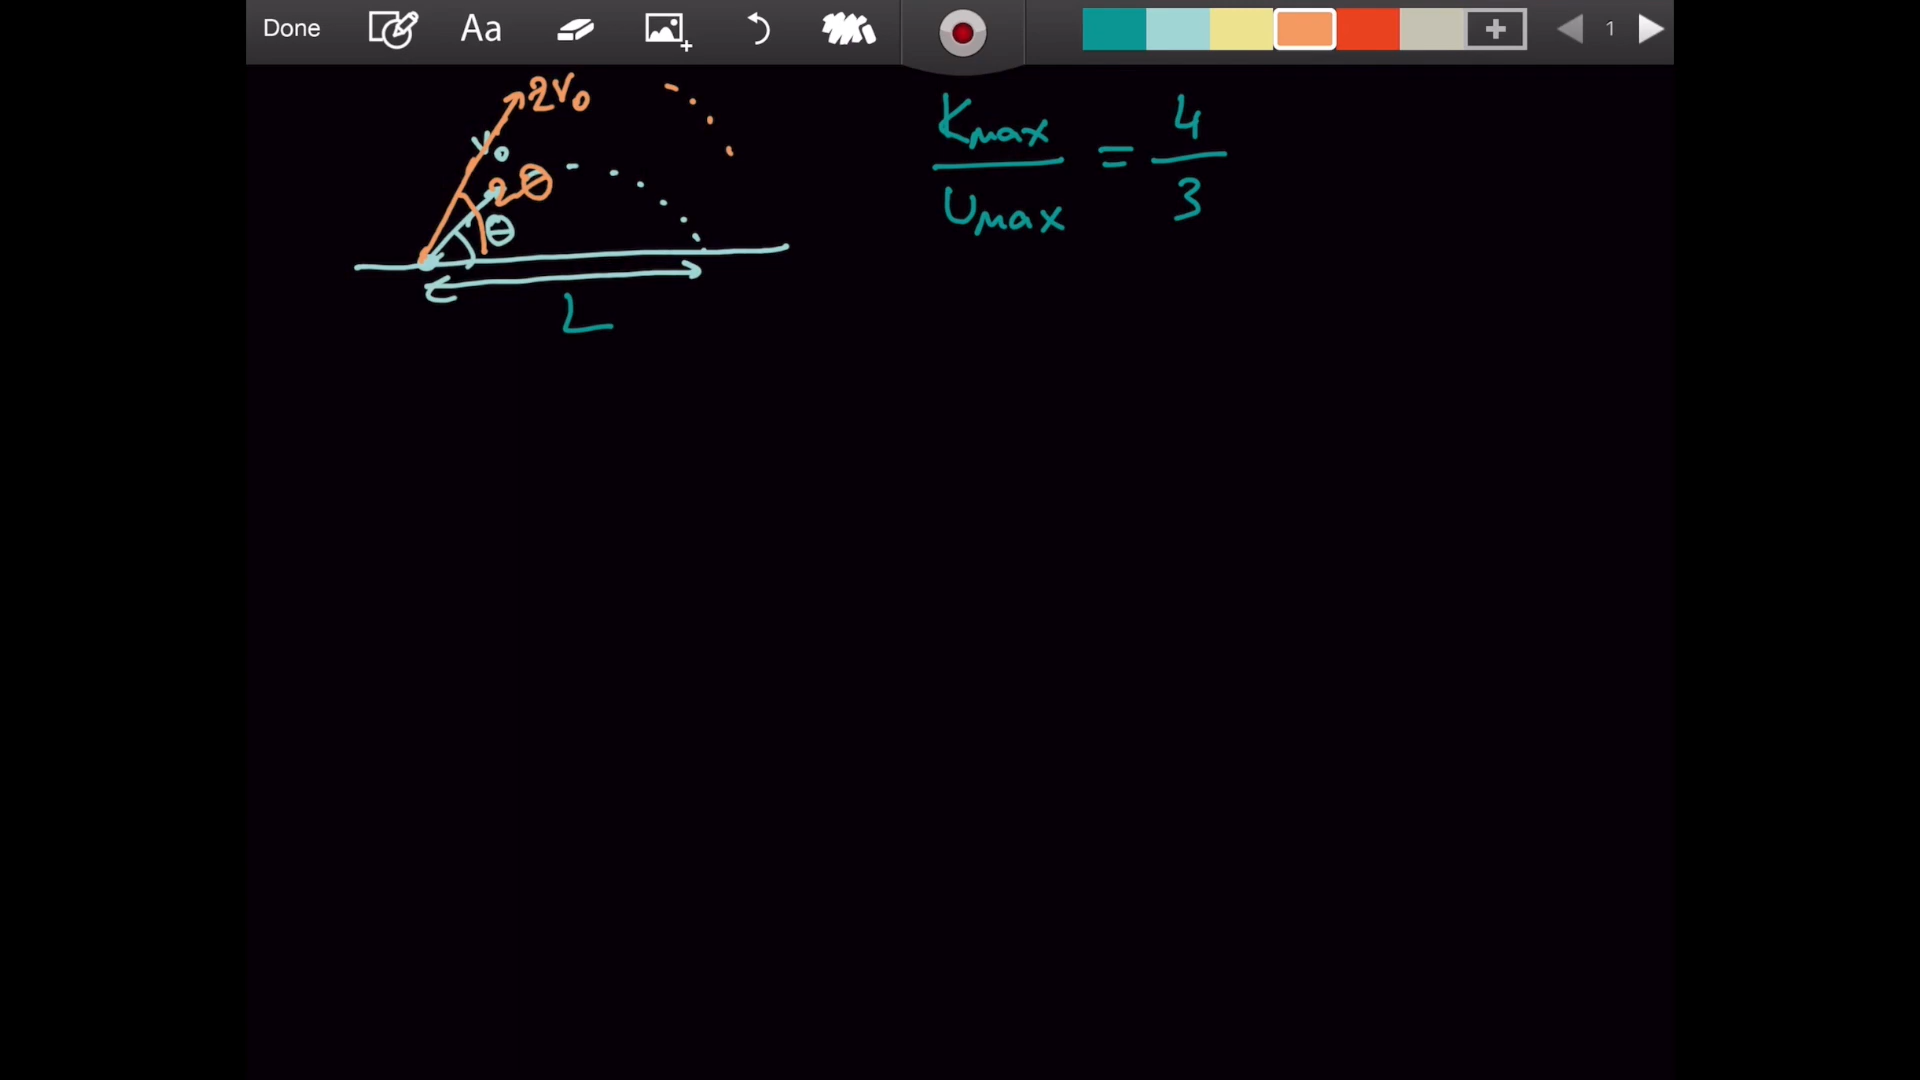 Done Aa 1
2v₀
v₀
2θ
θ
L
Kmax / Umax = 4 / 3